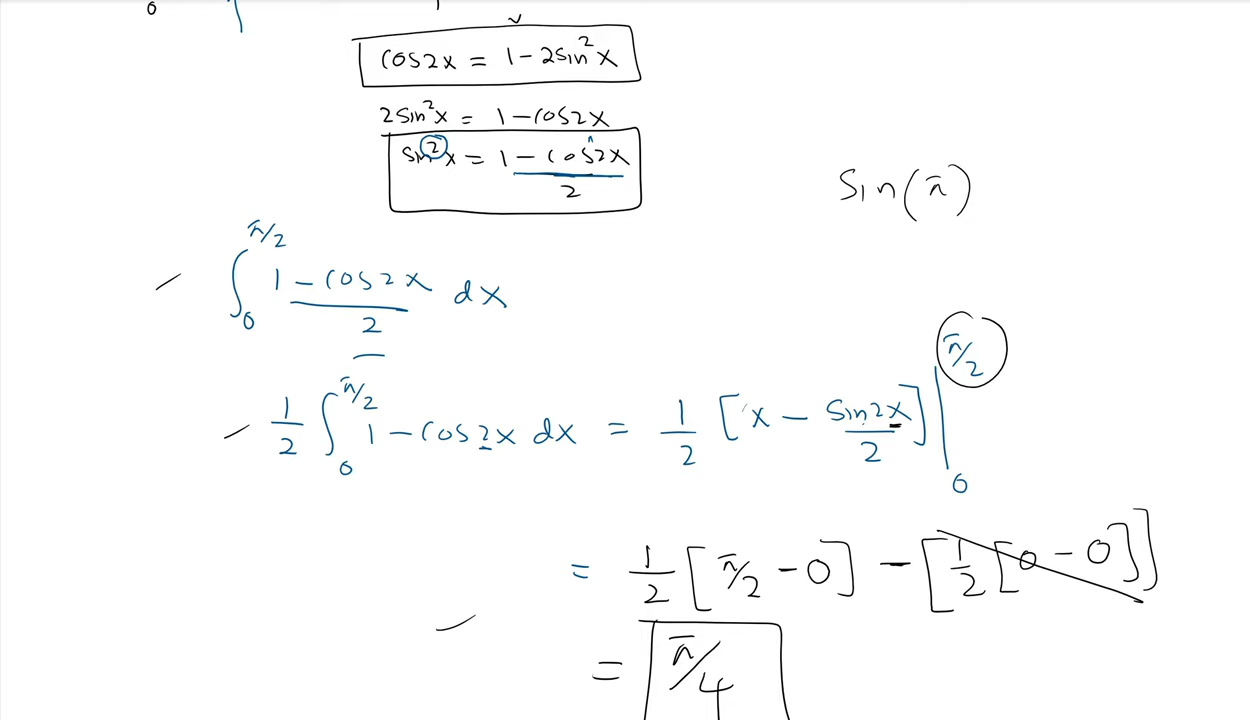 0
cos2x = 1 - 2sin²x
2sin²x = 1 - cos2x
sin²x = 1 - cos2x / 2
sin(π)
∫₀^π/2 1 - cos2x / 2 dx
1/2 ∫₀^π/2 1 - cos2x dx = 1/2 [x - sin2x/2] |₀^π/2
= 1/2 [π/2 - 0] - [1/2 [0 - 0]]
= π/4